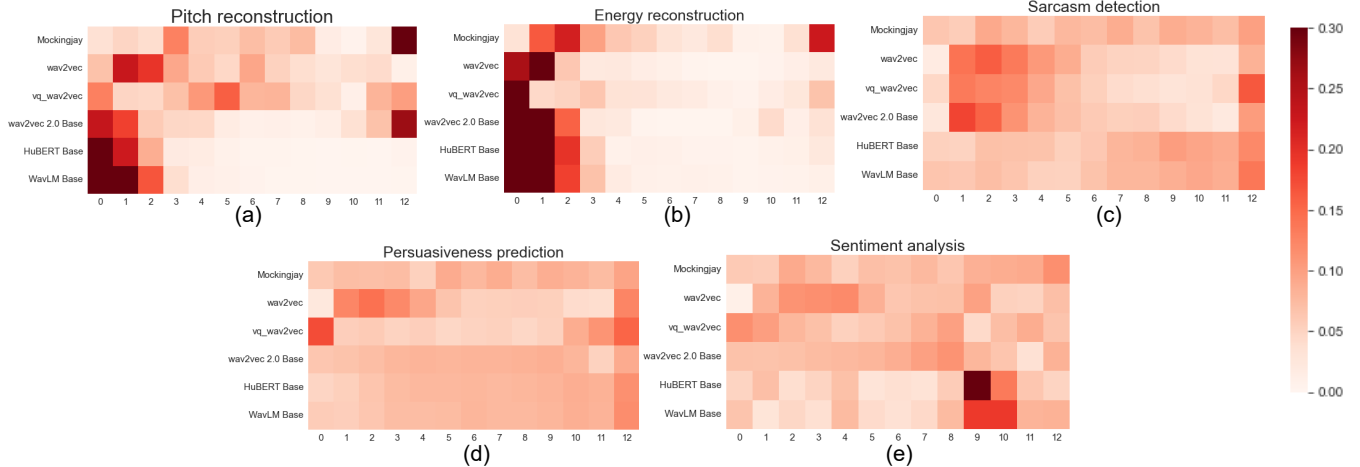 Pitch reconstruction
Mockingjay
wav2vec
vq_wav2vec
wav2vec 2.0 Base
HuBERT Base
WavLM Base
0 1 2 3 4 5 6 7 8 9 10 11 12
(a)
Energy reconstruction
Mockingjay
wav2vec
vq_wav2vec
wav2vec 2.0 Base
HuBERT Base
WavLM Base
0 1 2 3 4 5 6 7 8 9 10 11 12
(b)
Sarcasm detection
Mockingjay
wav2vec
vq_wav2vec
wav2vec 2.0 Base
HuBERT Base
WavLM Base
0 1 2 3 4 5 6 7 8 9 10 11 12
(c)
0.30
0.25
0.20
0.15
0.10
0.05
0.00
Persuasiveness prediction
Mockingjay
wav2vec
vq_wav2vec
wav2vec 2.0 Base
HuBERT Base
WavLM Base
0 1 2 3 4 5 6 7 8 9 10 11 12
(d)
Sentiment analysis
Mockingjay
wav2vec
vq_wav2vec
wav2vec 2.0 Base
HuBERT Base
WavLM Base
0 1 2 3 4 5 6 7 8 9 10 11 12
(e)